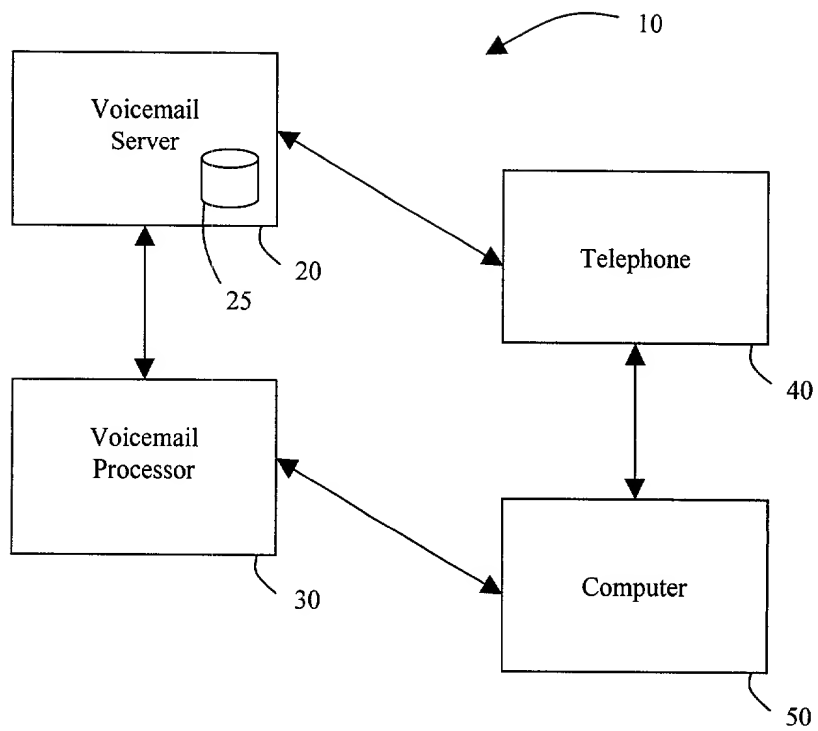 10
Voicemail
Server
25
20
Telephone
40
Voicemail
Processor
30
Computer
50